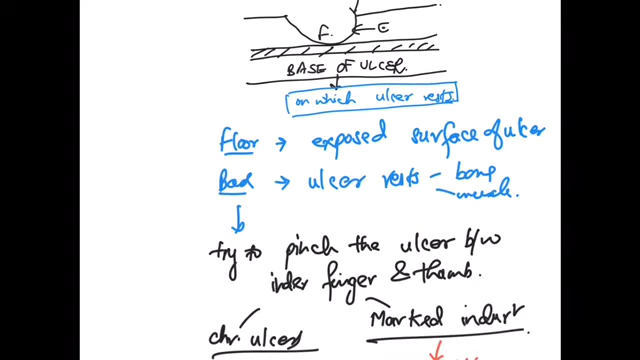 F. ← E
BASE OF ULCER.
on which ulcer rests
Floor → exposed surface of ulcer
Bad → ulcer rests - bone
- muscle.
try to pinch the ulcer b/w
index finger & thumb.
Marked indurt
chr. ulcers